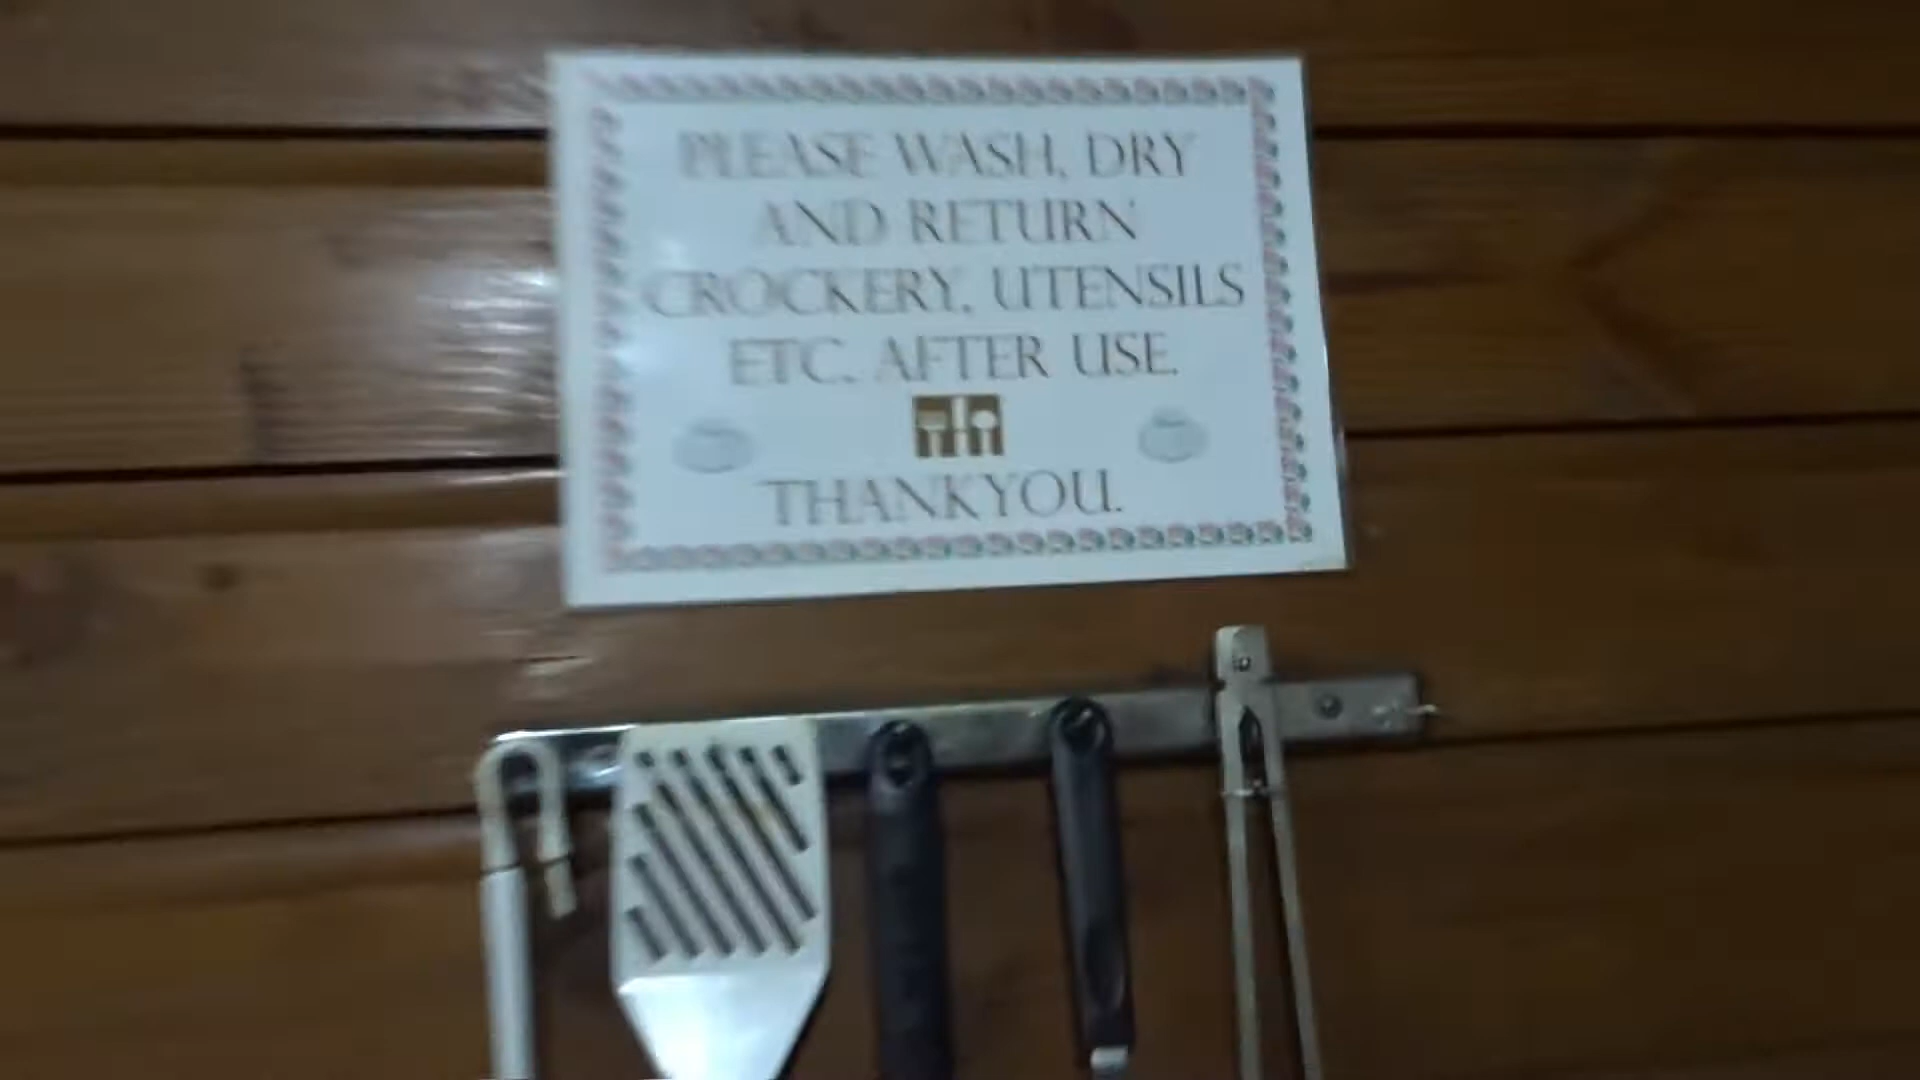 PLEASE WASH, DRY
AND RETURN
CROCKERY, UTENSILS
ETC. AFTER USE.
THANKYOU.